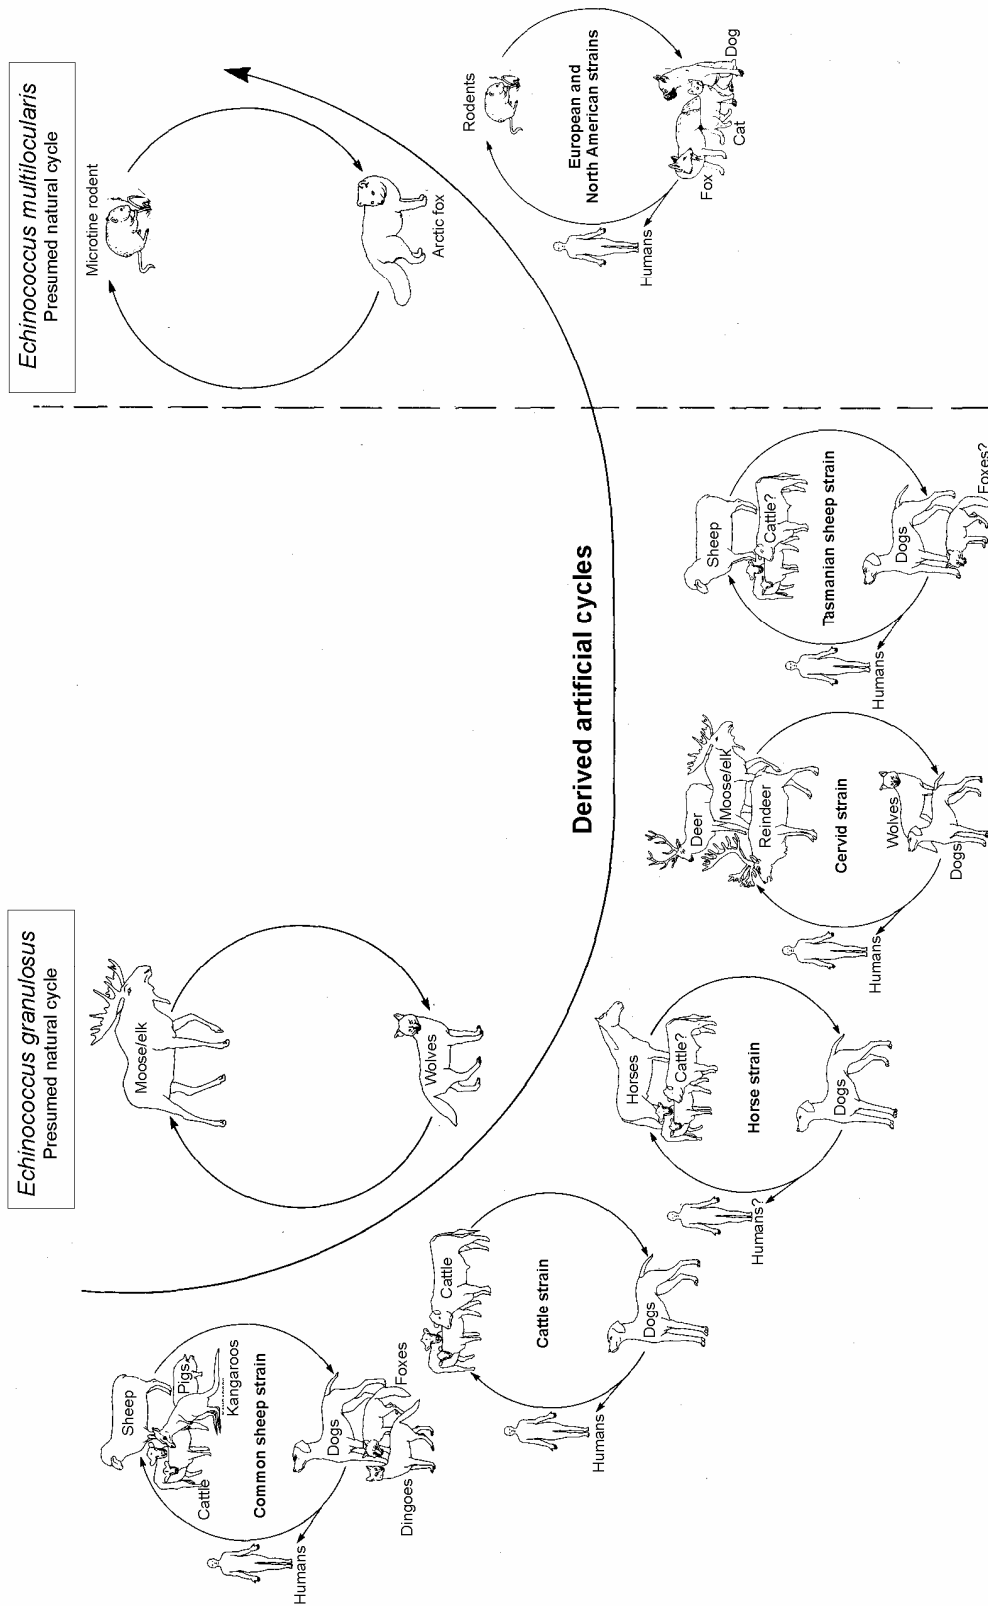 Echinococcus granulosus
Presumed natural cycle
Moose/elk
Wolves
Echinococcus multilocularis
Presumed natural cycle
Microtine rodent
Arctic fox
Derived artificial cycles
Sheep
Cattle
Pigs
Kangaroos
Common sheep strain
Dogs
Foxes
Dingoes
Humans
Cattle
Cattle strain
Dogs
Humans
Horses
Cattle?
Horse strain
Dogs
Humans?
Deer
Moose/elk
Reindeer
Cervid strain
Wolves
Dogs
Humans
Sheep
Cattle?
Tasmanian sheep strain
Dogs
Foxes?
Humans
Rodents
European and
North American strains
Fox
Cat
Dog
Humans